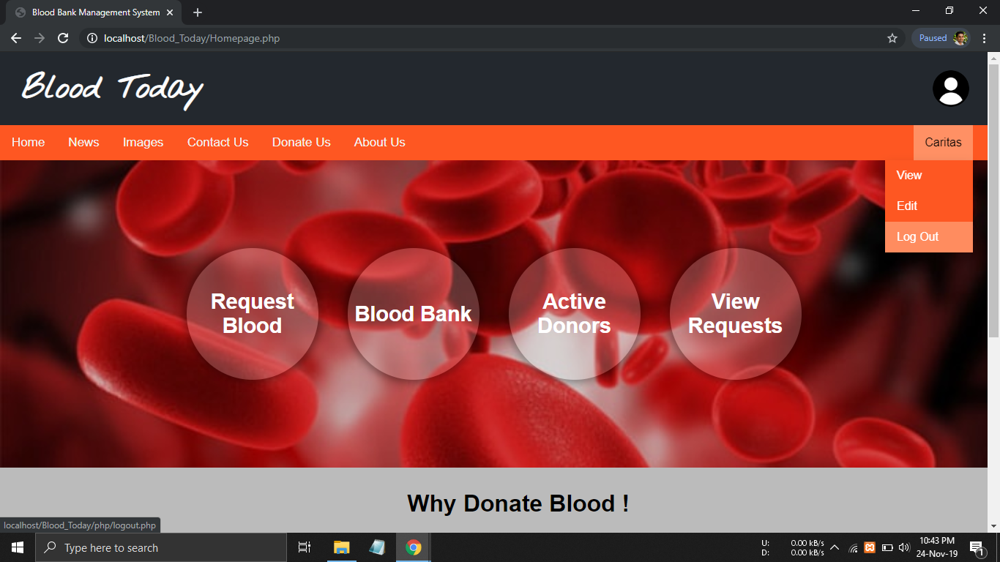 Blood Bank Management System
localhost/Blood_Today/Homepage.php
Paused
Blood Today
Home News Images Contact Us Donate Us About Us Caritas
View
Edit
Log Out
Request
Blood
Blood Bank
Active
Donors
View
Requests
Why Donate Blood !
localhost/Blood_Today/php/logout.php
Type here to search
U: 0.00 kB/s
D: 0.00 kB/s
10:43 PM
24-Nov-19
1